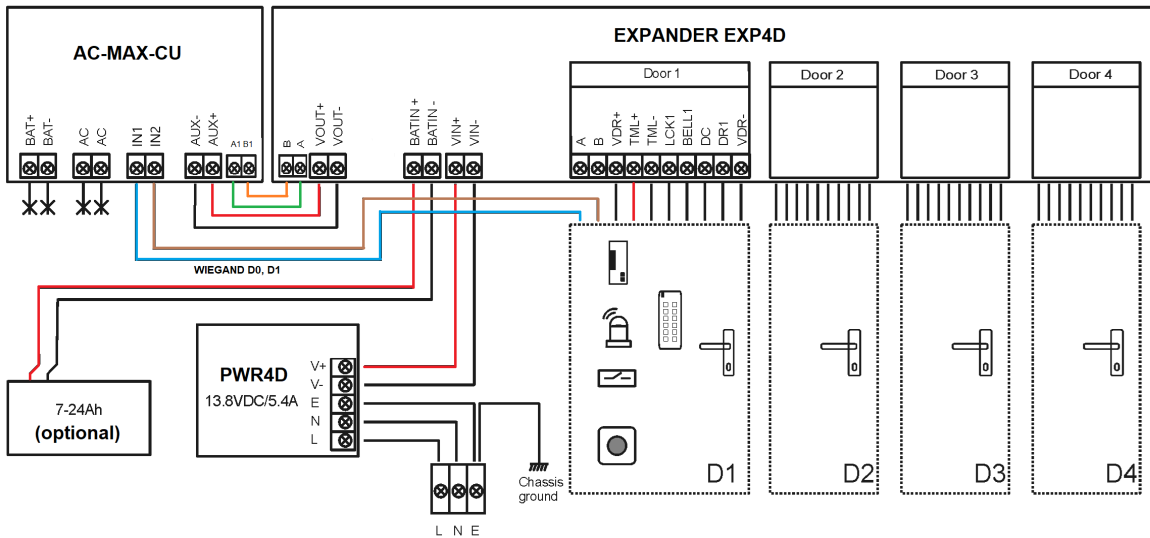 AC-MAX-CU
BAT+
BAT-
AC
AC
IN1
IN2
AUX-
AUX+
A1 B1
EXPANDER EXP4D
B
A
VOUT+
VOUT-
BATIN +
BATIN -
VIN+
VIN-
Door 1
A
B
VDR+
TML+
TML-
LCK1
BELL1
DC
DR1
VDR-
Door 2
Door 3
Door 4
WIEGAND D0, D1
7-24Ah
(optional)
PWR4D
13.8VDC/5.4A
V+
V-
E
N
L
L N E
Chassis
ground
D1
D2
D3
D4